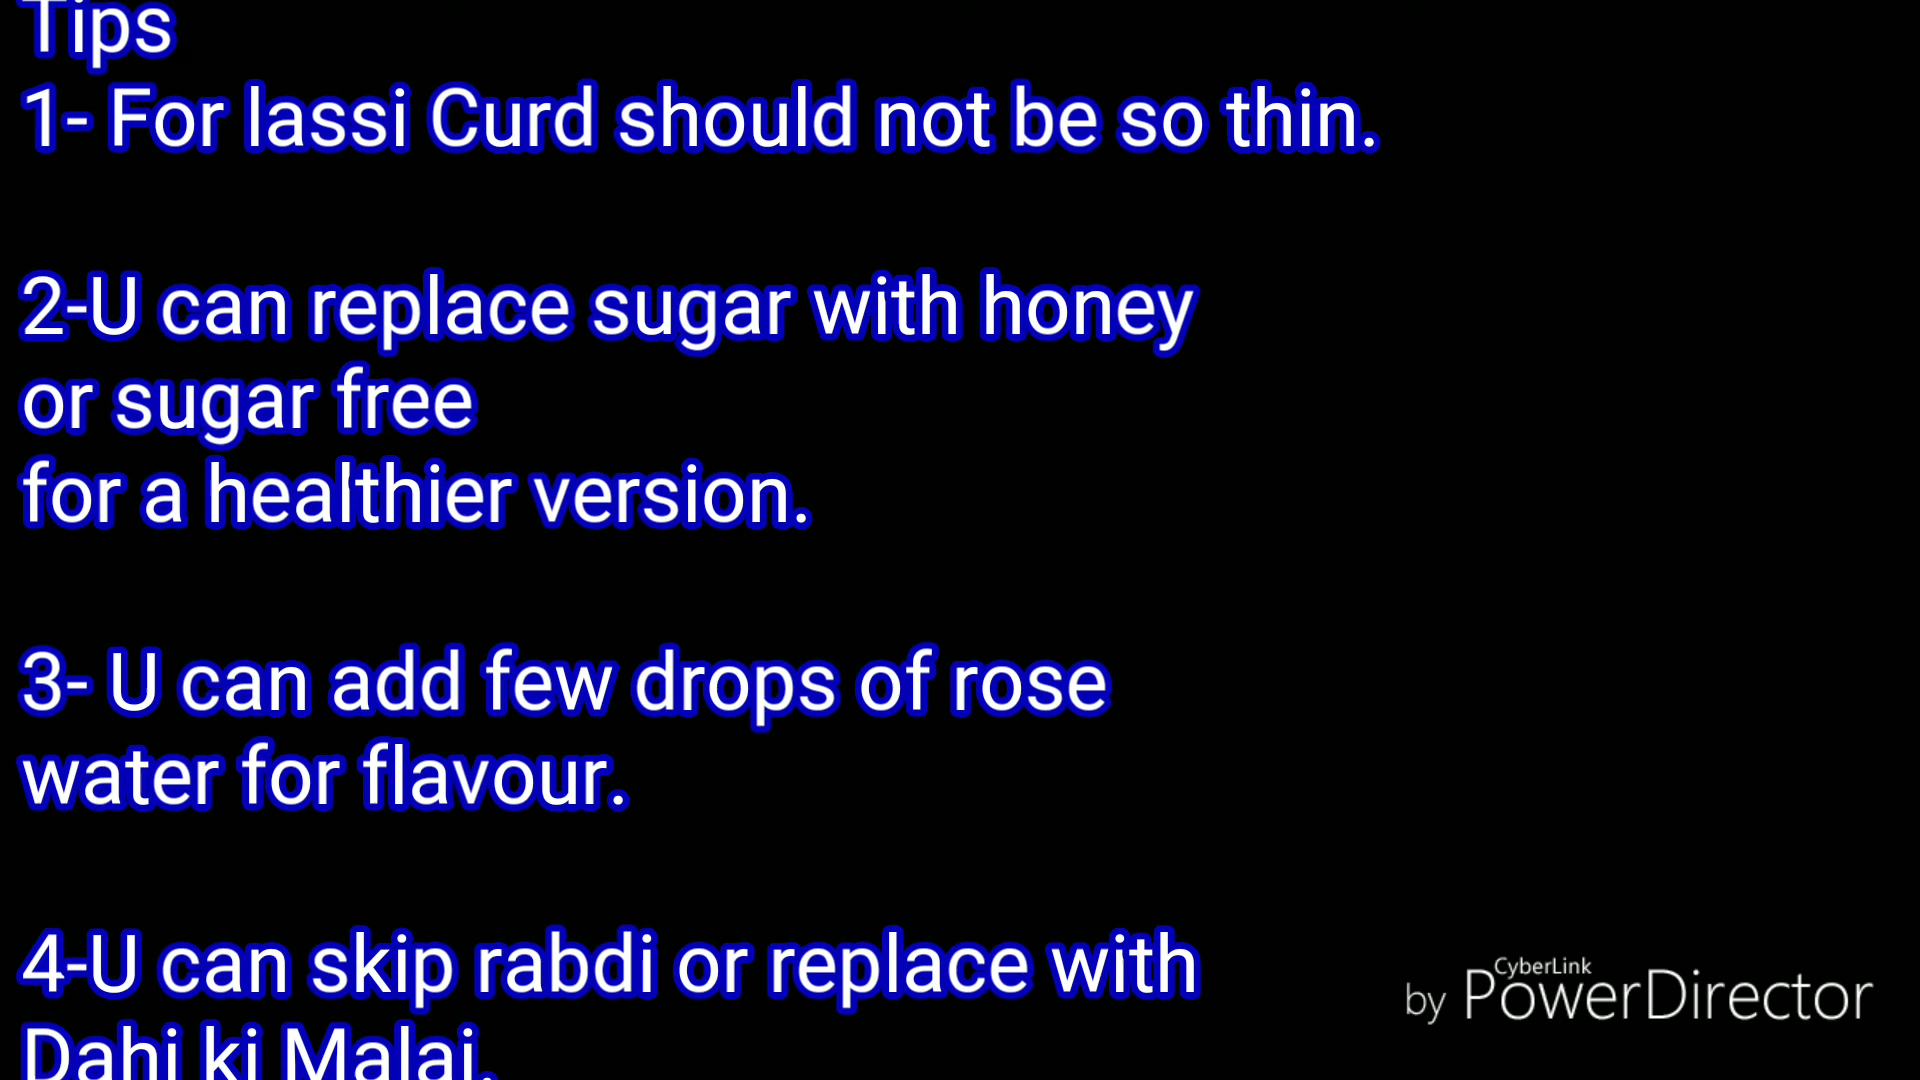 Tips
1- For lassi Curd should not be so thin.
2-U can replace sugar with honey
or sugar free
for a healthier version.
3- U can add few drops of rose
water for flavour.
4-U can skip rabdi or replace with
Dahi ki Malai.
by CyberLink PowerDirector